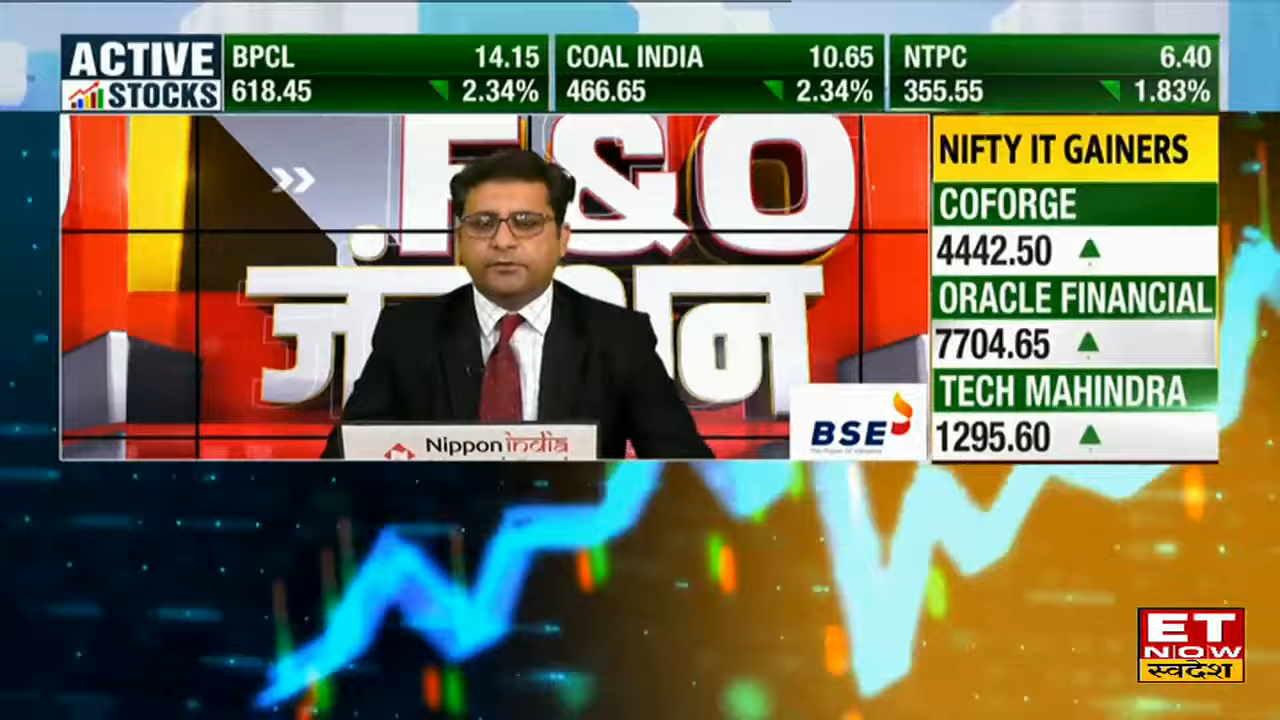 ACTIVE
STOCKS
BPCL 14.15
618.45 2.34%
COAL INDIA 10.65
466.65 2.34%
NTPC 6.40
355.55 1.83%
F&O
Nippon india
BSE
NIFTY IT GAINERS
COFORGE
4442.50
ORACLE FINANCIAL
7704.65
TECH MAHINDRA
1295.60
ET
NOW
स्वदेश